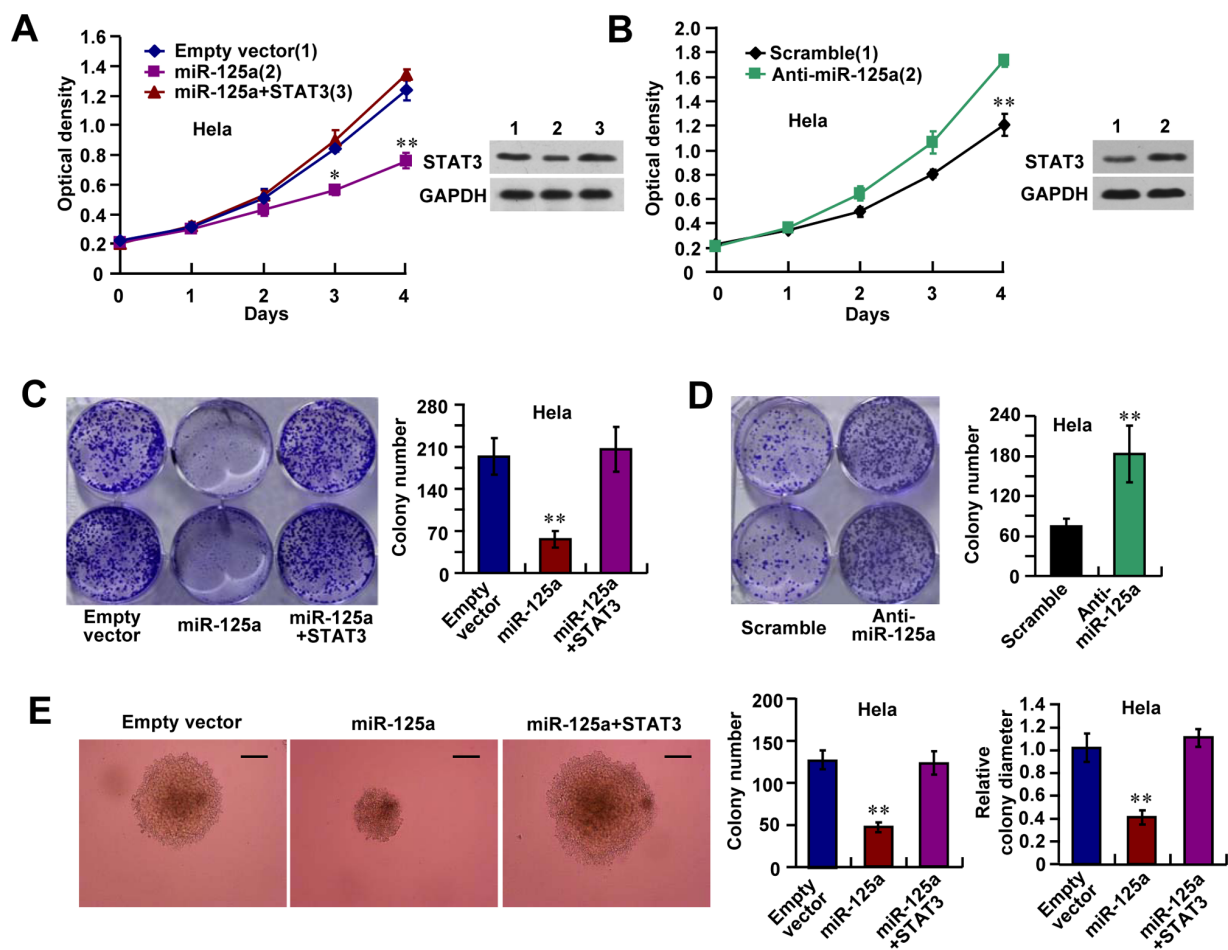 A
Optical density
1.6
1.4
1.2
1.0
0.8
0.6
0.4
0.2
0
Empty vector(1)
miR-125a(2)
miR-125a+STAT3(3)
Hela
*
**
0 1 2 3 4
Days
1 2 3
STAT3
GAPDH
B
Optical density
2.0
1.8
1.6
1.4
1.2
1.0
0.8
0.6
0.4
0.2
0
Scramble(1)
Anti-miR-125a(2)
Hela
**
0 1 2 3 4
Days
1 2
STAT3
GAPDH
C
Empty
vector
miR-125a
miR-125a
+STAT3
Colony number
280
210
140
70
0
Hela
**
Empty
vector
miR-125a
miR-125a
+STAT3
D
Scramble
Anti-
miR-125a
Colony number
240
180
120
60
0
Hela
**
Scramble
Anti-
miR-125a
E
Empty vector
miR-125a
miR-125a+STAT3
Colony number
200
150
100
50
0
Hela
**
Empty
vector
miR-125a
miR-125a
+STAT3
Relative
colony diameter
1.4
1.2
1.0
0.8
0.6
0.4
0.2
0
Hela
**
Empty
vector
miR-125a
miR-125a
+STAT3